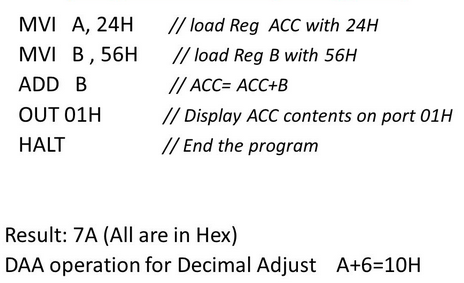 MVI A, 24H // load Reg ACC with 24H
MVI B , 56H // load Reg B with 56H
ADD B // ACC= ACC+B
OUT 01H // Display ACC contents on port 01H
HALT // End the program
Result: 7A (All are in Hex)
DAA operation for Decimal Adjust A+6=10H